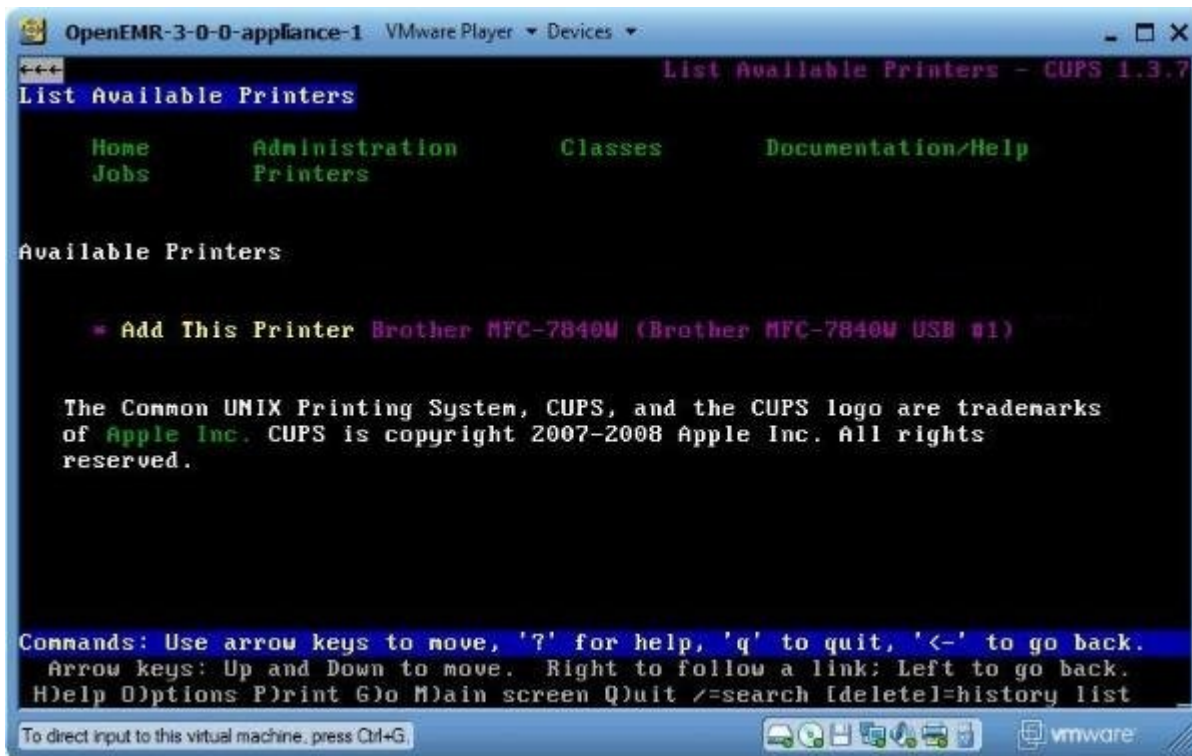 OpenEMR-3-0-0-appliance-1 VMware Player Devices
←←← List Available Printers - CUPS 1.3.7
List Available Printers
Home Administration Classes Documentation/Help
Jobs Printers
Available Printers
* Add This Printer Brother MFC-7840W (Brother MFC-7840W USB #1)
The Common UNIX Printing System, CUPS, and the CUPS logo are trademarks
of Apple Inc. CUPS is copyright 2007-2008 Apple Inc. All rights
reserved.
Commands: Use arrow keys to move, '?' for help, 'q' to quit, '<-' to go back.
Arrow keys: Up and Down to move. Right to follow a link; Left to go back.
H)elp O)ptions P)rint G)o M)ain screen Q)uit /=search [delete]=history list
To direct input to this virtual machine, press Ctrl+G.
vmware